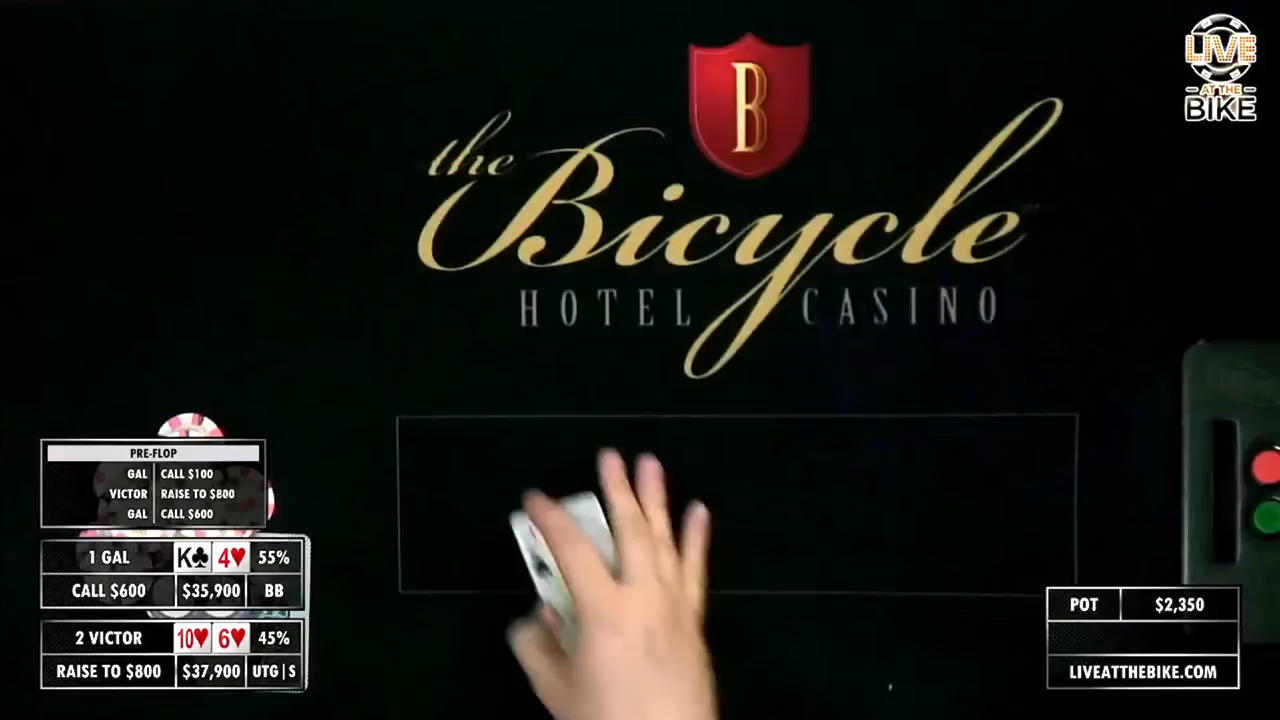 LIVE
AT THE
BIKE
B
the Bicycle
HOTEL CASINO
PRE-FLOP
GAL CALL $100
VICTOR RAISE TO $800
GAL CALL $600
1 GAL K♣ 4♥ 55%
CALL $600 $35,900 BB
2 VICTOR 10♥ 6♥ 45%
RAISE TO $800 $37,900 UTG|S
POT $2,350
LIVEATTHEBIKE.COM